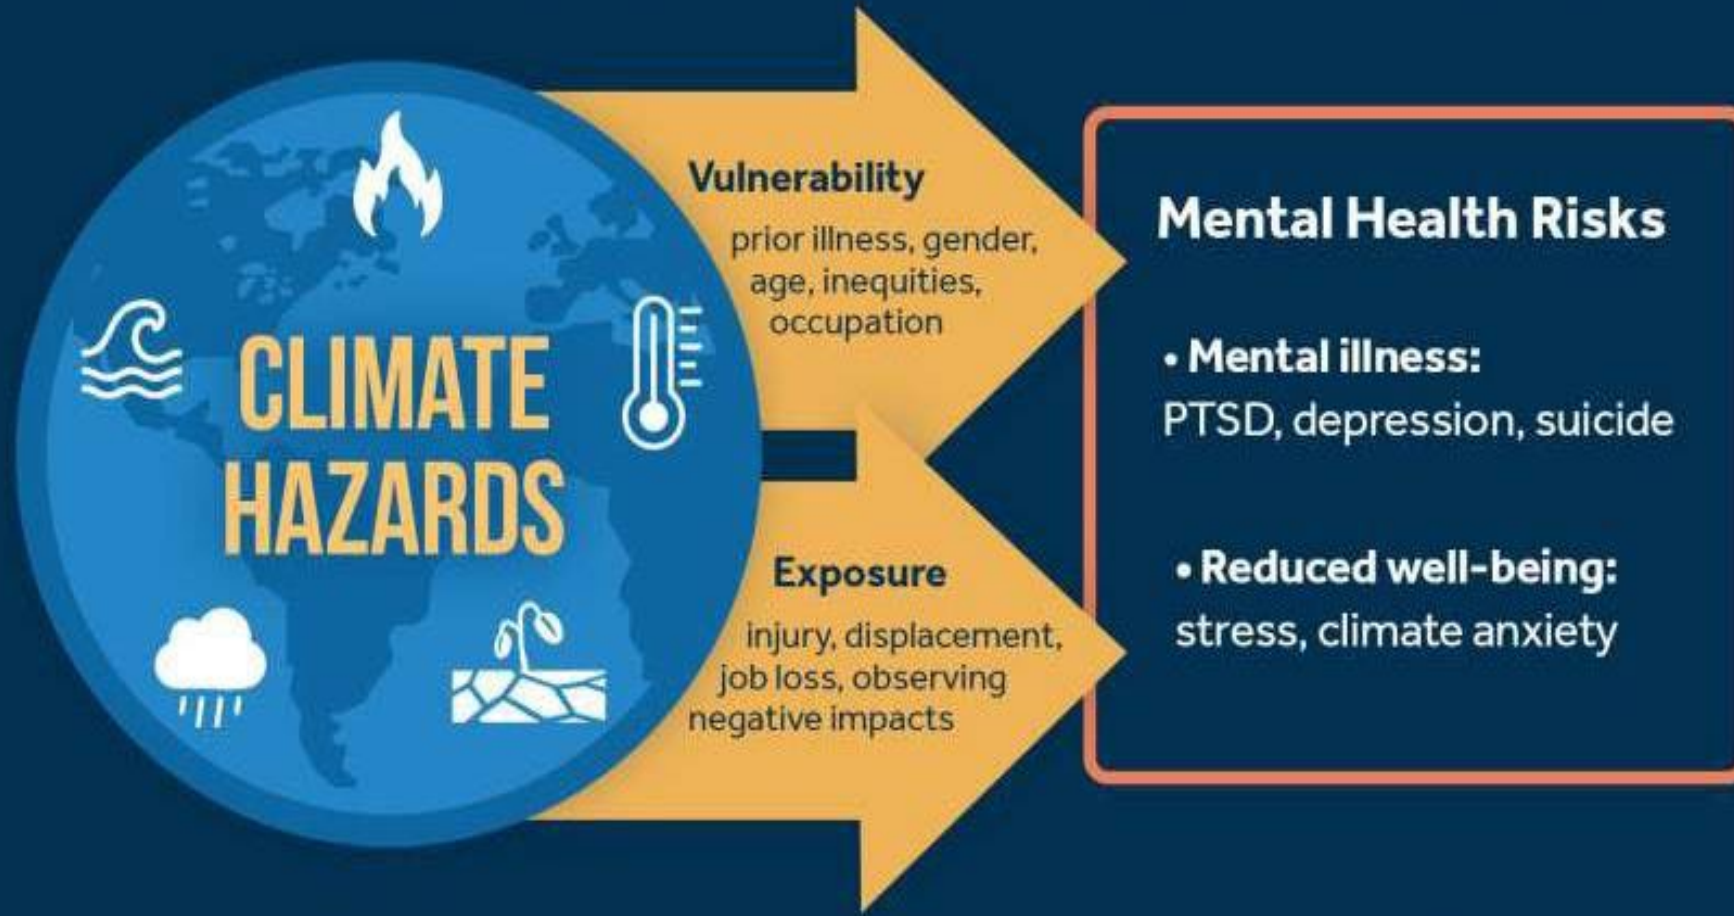 CLIMATE
HAZARDS
Vulnerability
prior illness, gender,
age, inequities,
occupation
Exposure
injury, displacement,
job loss, observing
negative impacts
Mental Health Risks
• Mental illness:
PTSD, depression, suicide
• Reduced well-being:
stress, climate anxiety